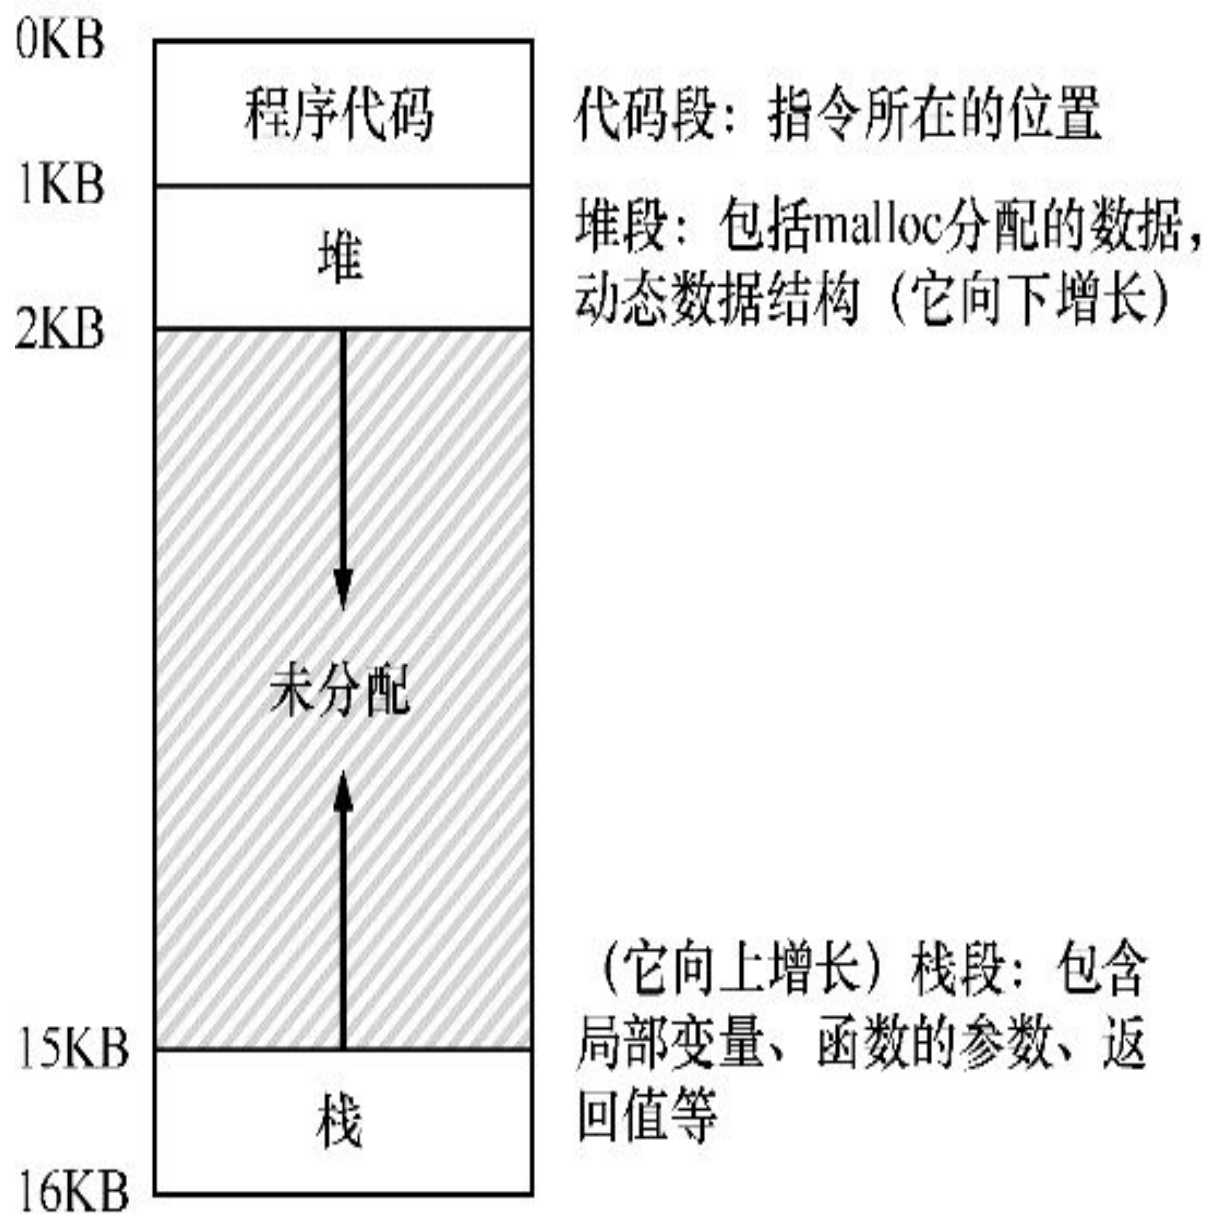 0KB
程序代码
代码段：指令所在的位置
1KB
堆
堆段：包括malloc分配的数据，
动态数据结构（它向下增长）
2KB
未分配
（它向上增长）栈段：包含
局部变量、函数的参数、返
回值等
15KB
栈
16KB